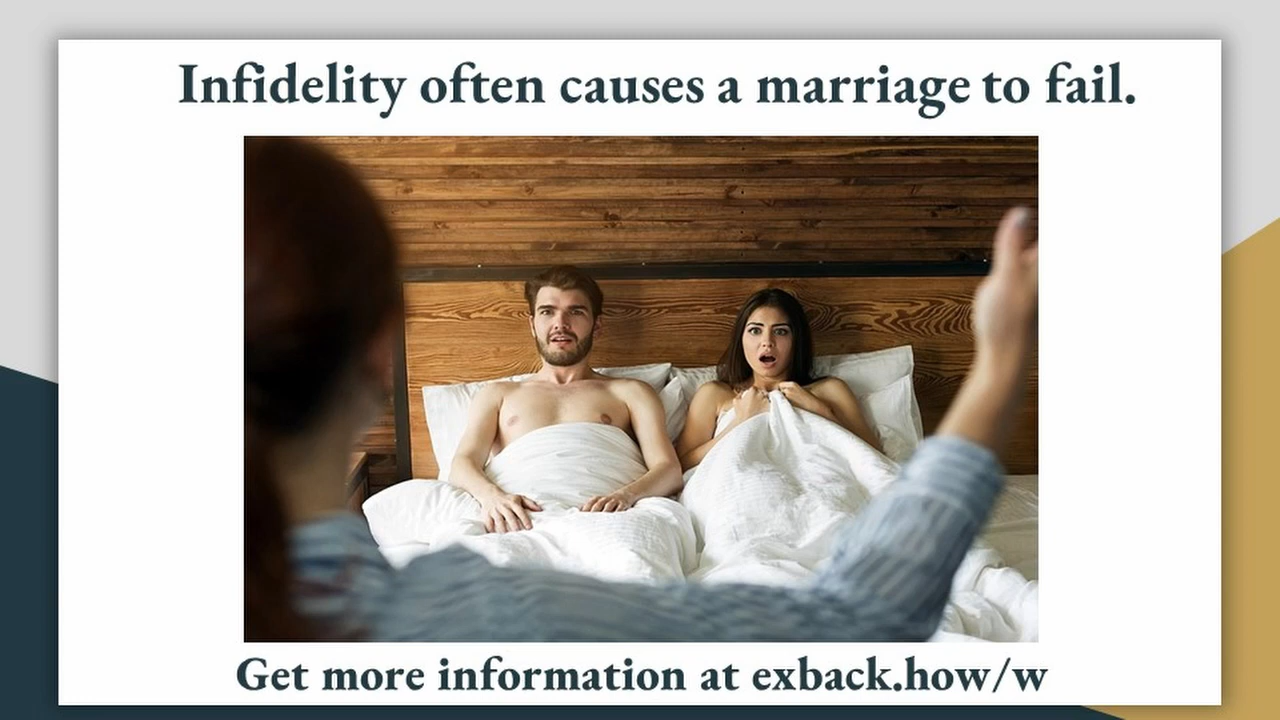 Infidelity often causes a marriage to fail.
Get more information at exback.how/w